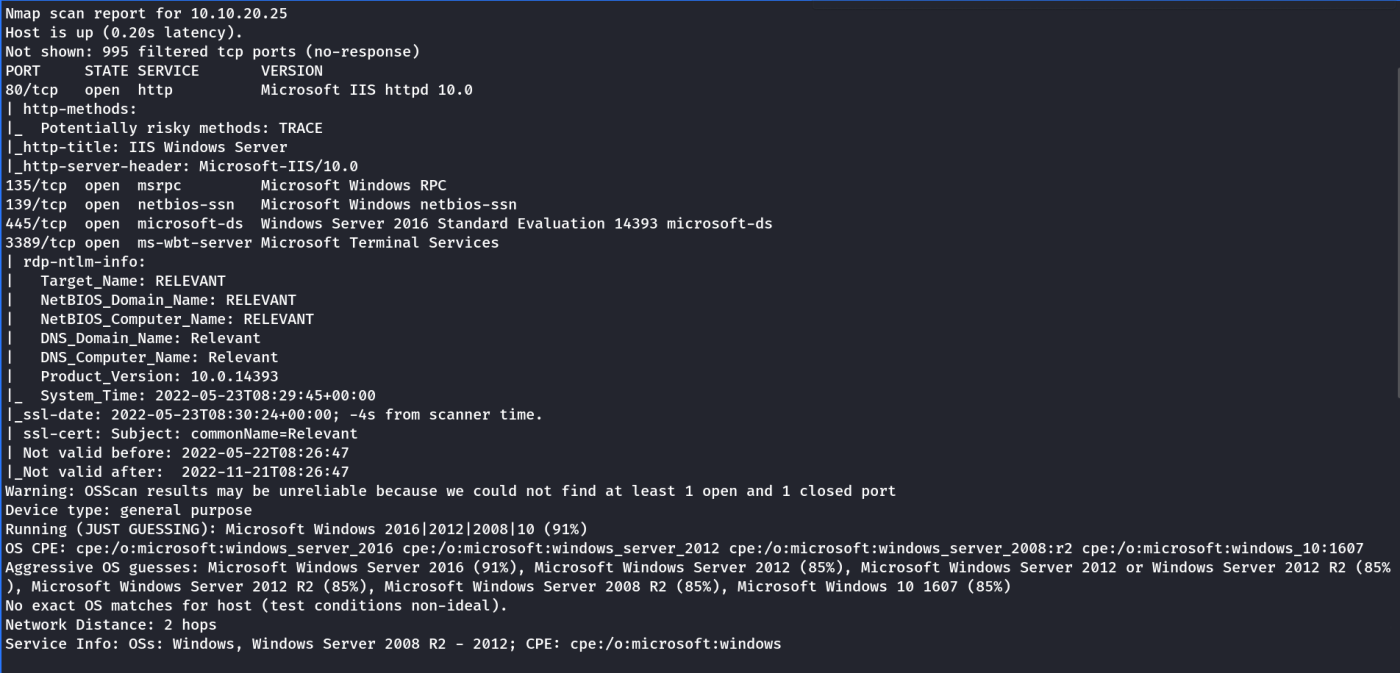 Nmap scan report for 10.10.20.25
Host is up (0.20s latency).
Not shown: 995 filtered tcp ports (no-response)
PORT     STATE SERVICE       VERSION
80/tcp   open  http          Microsoft IIS httpd 10.0
| http-methods:
|_  Potentially risky methods: TRACE
|_http-title: IIS Windows Server
|_http-server-header: Microsoft-IIS/10.0
135/tcp  open  msrpc         Microsoft Windows RPC
139/tcp  open  netbios-ssn   Microsoft Windows netbios-ssn
445/tcp  open  microsoft-ds  Windows Server 2016 Standard Evaluation 14393 microsoft-ds
3389/tcp open  ms-wbt-server Microsoft Terminal Services
| rdp-ntlm-info:
|   Target_Name: RELEVANT
|   NetBIOS_Domain_Name: RELEVANT
|   NetBIOS_Computer_Name: RELEVANT
|   DNS_Domain_Name: Relevant
|   DNS_Computer_Name: Relevant
|   Product_Version: 10.0.14393
|_  System_Time: 2022-05-23T08:29:45+00:00
|_ssl-date: 2022-05-23T08:30:24+00:00; -4s from scanner time.
| ssl-cert: Subject: commonName=Relevant
| Not valid before: 2022-05-22T08:26:47
|_Not valid after:  2022-11-21T08:26:47
Warning: OSScan results may be unreliable because we could not find at least 1 open and 1 closed port
Device type: general purpose
Running (JUST GUESSING): Microsoft Windows 2016|2012|2008|10 (91%)
OS CPE: cpe:/o:microsoft:windows_server_2016 cpe:/o:microsoft:windows_server_2012 cpe:/o:microsoft:windows_server_2008:r2 cpe:/o:microsoft:windows_10:1607
Aggressive OS guesses: Microsoft Windows Server 2016 (91%), Microsoft Windows Server 2012 (85%), Microsoft Windows Server 2012 or Windows Server 2012 R2 (85%
), Microsoft Windows Server 2012 R2 (85%), Microsoft Windows Server 2008 R2 (85%), Microsoft Windows 10 1607 (85%)
No exact OS matches for host (test conditions non-ideal).
Network Distance: 2 hops
Service Info: OSs: Windows, Windows Server 2008 R2 - 2012; CPE: cpe:/o:microsoft:windows